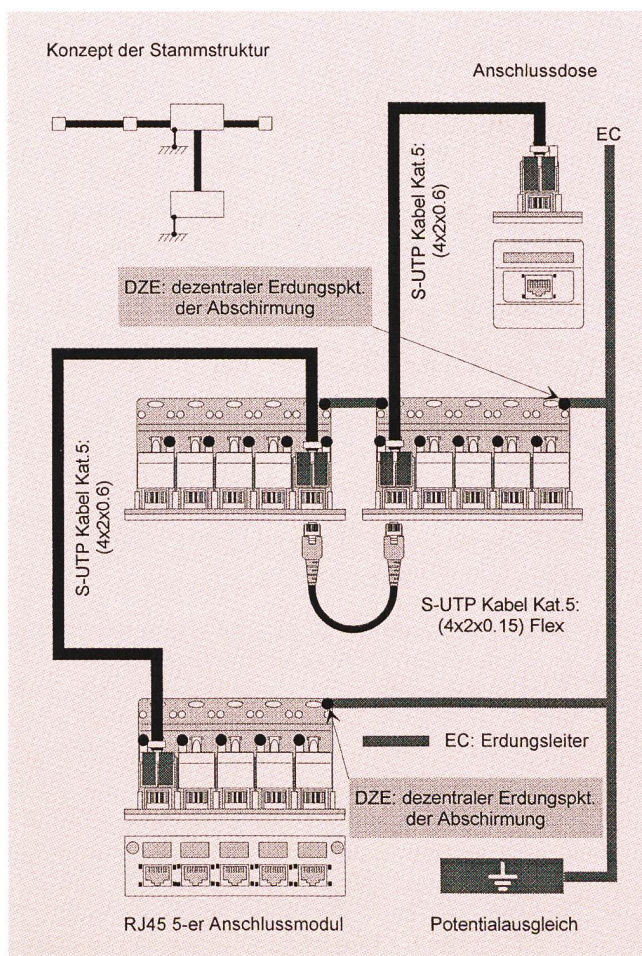 Konzept der Stammstruktur
Anschlussdose
EC
S-UTP Kabel Kat.5:
(4x2x0.6)
DZE: dezentraler Erdungspkt.
der Abschirmung
S-UTP Kabel Kat.5:
(4x2x0.6)
S-UTP Kabel Kat.5:
(4x2x0.15) Flex
EC: Erdungsleiter
DZE: dezentraler Erdungspkt.
der Abschirmung
RJ45 5-er Anschlussmodul
Potentialausgleich